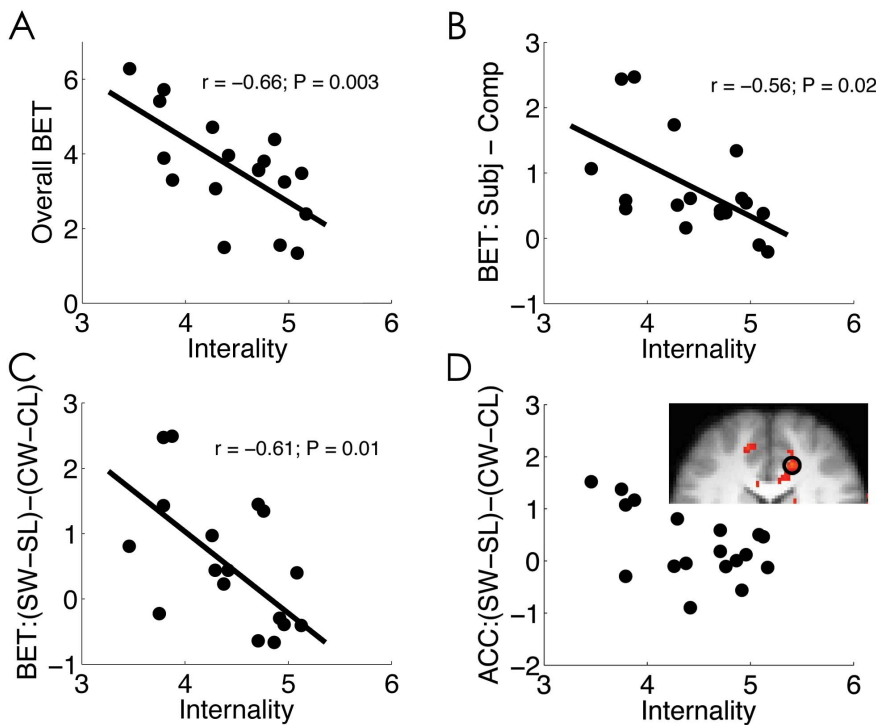 A
Overall BET
6
4
2
0
r = −0.66; P = 0.003
3 4 5 6
Interality
B
BET: Subj − Comp
3
2
1
0
−1
r = −0.56; P = 0.02
3 4 5 6
Internality
C
BET:(SW−SL)−(CW−CL)
3
2
1
0
−1
r = −0.61; P = 0.01
3 4 5 6
Internality
D
ACC:(SW−SL)−(CW−CL)
3
2
1
0
−1
−2
3 4 5 6
Internality